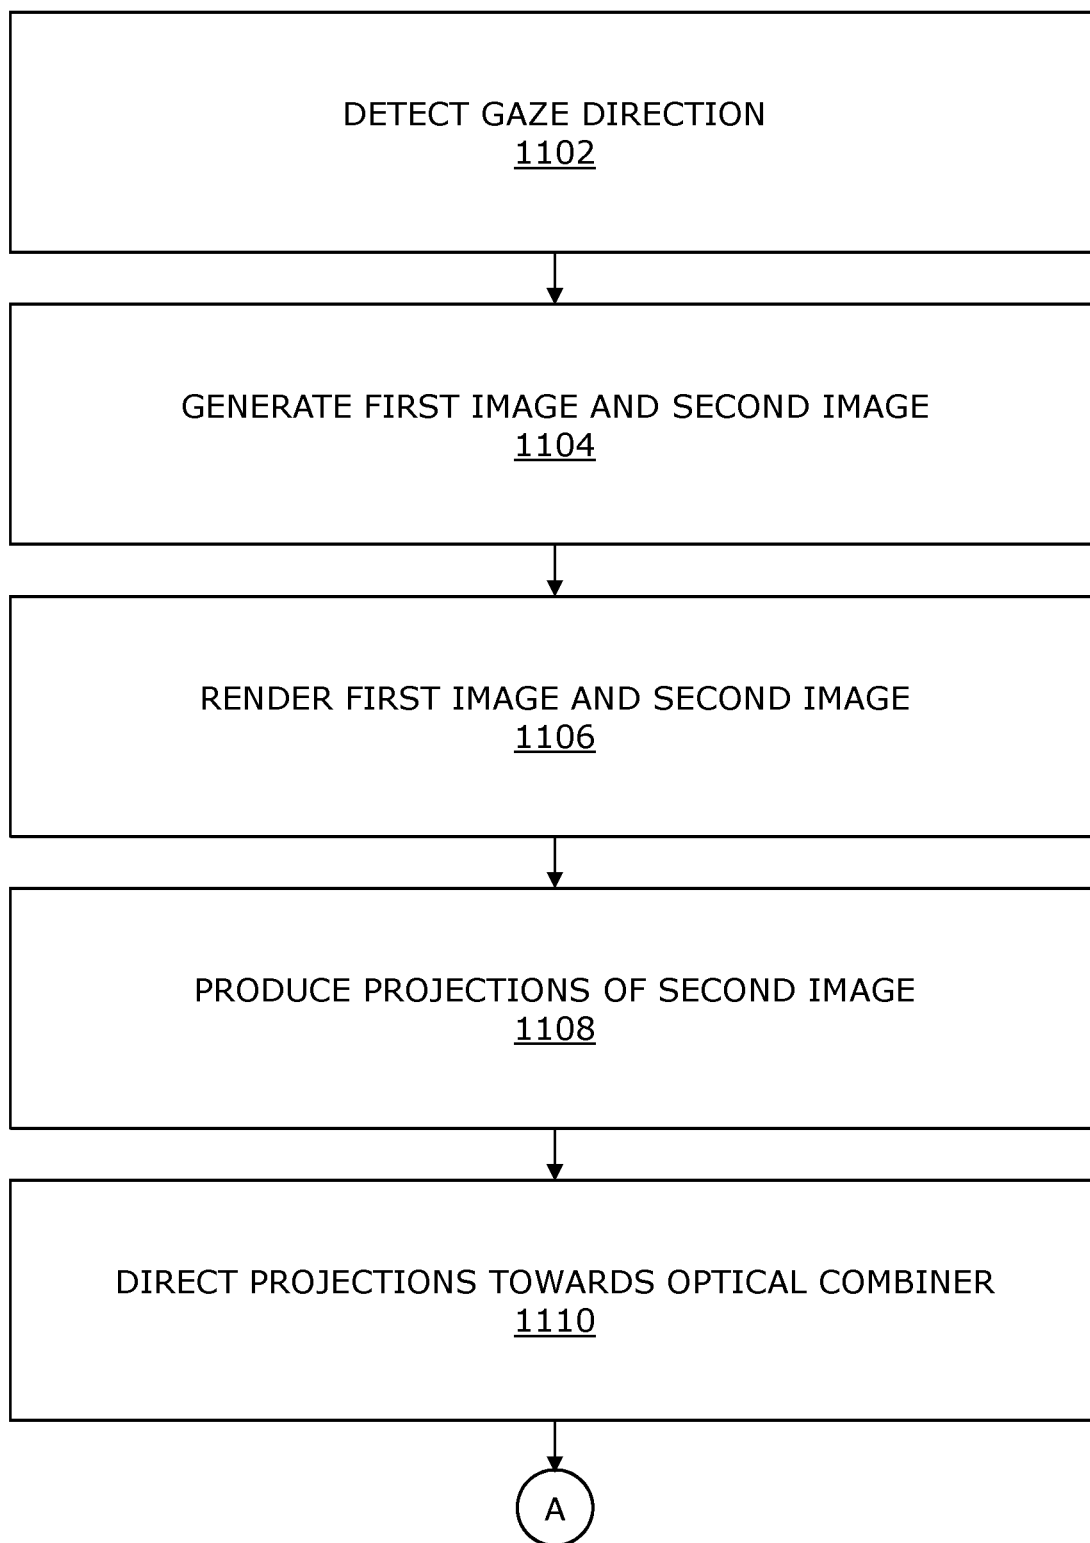 DETECT GAZE DIRECTION
1102
GENERATE FIRST IMAGE AND SECOND IMAGE
1104
RENDER FIRST IMAGE AND SECOND IMAGE
1106
PRODUCE PROJECTIONS OF SECOND IMAGE
1108
DIRECT PROJECTIONS TOWARDS OPTICAL COMBINER
1110
A